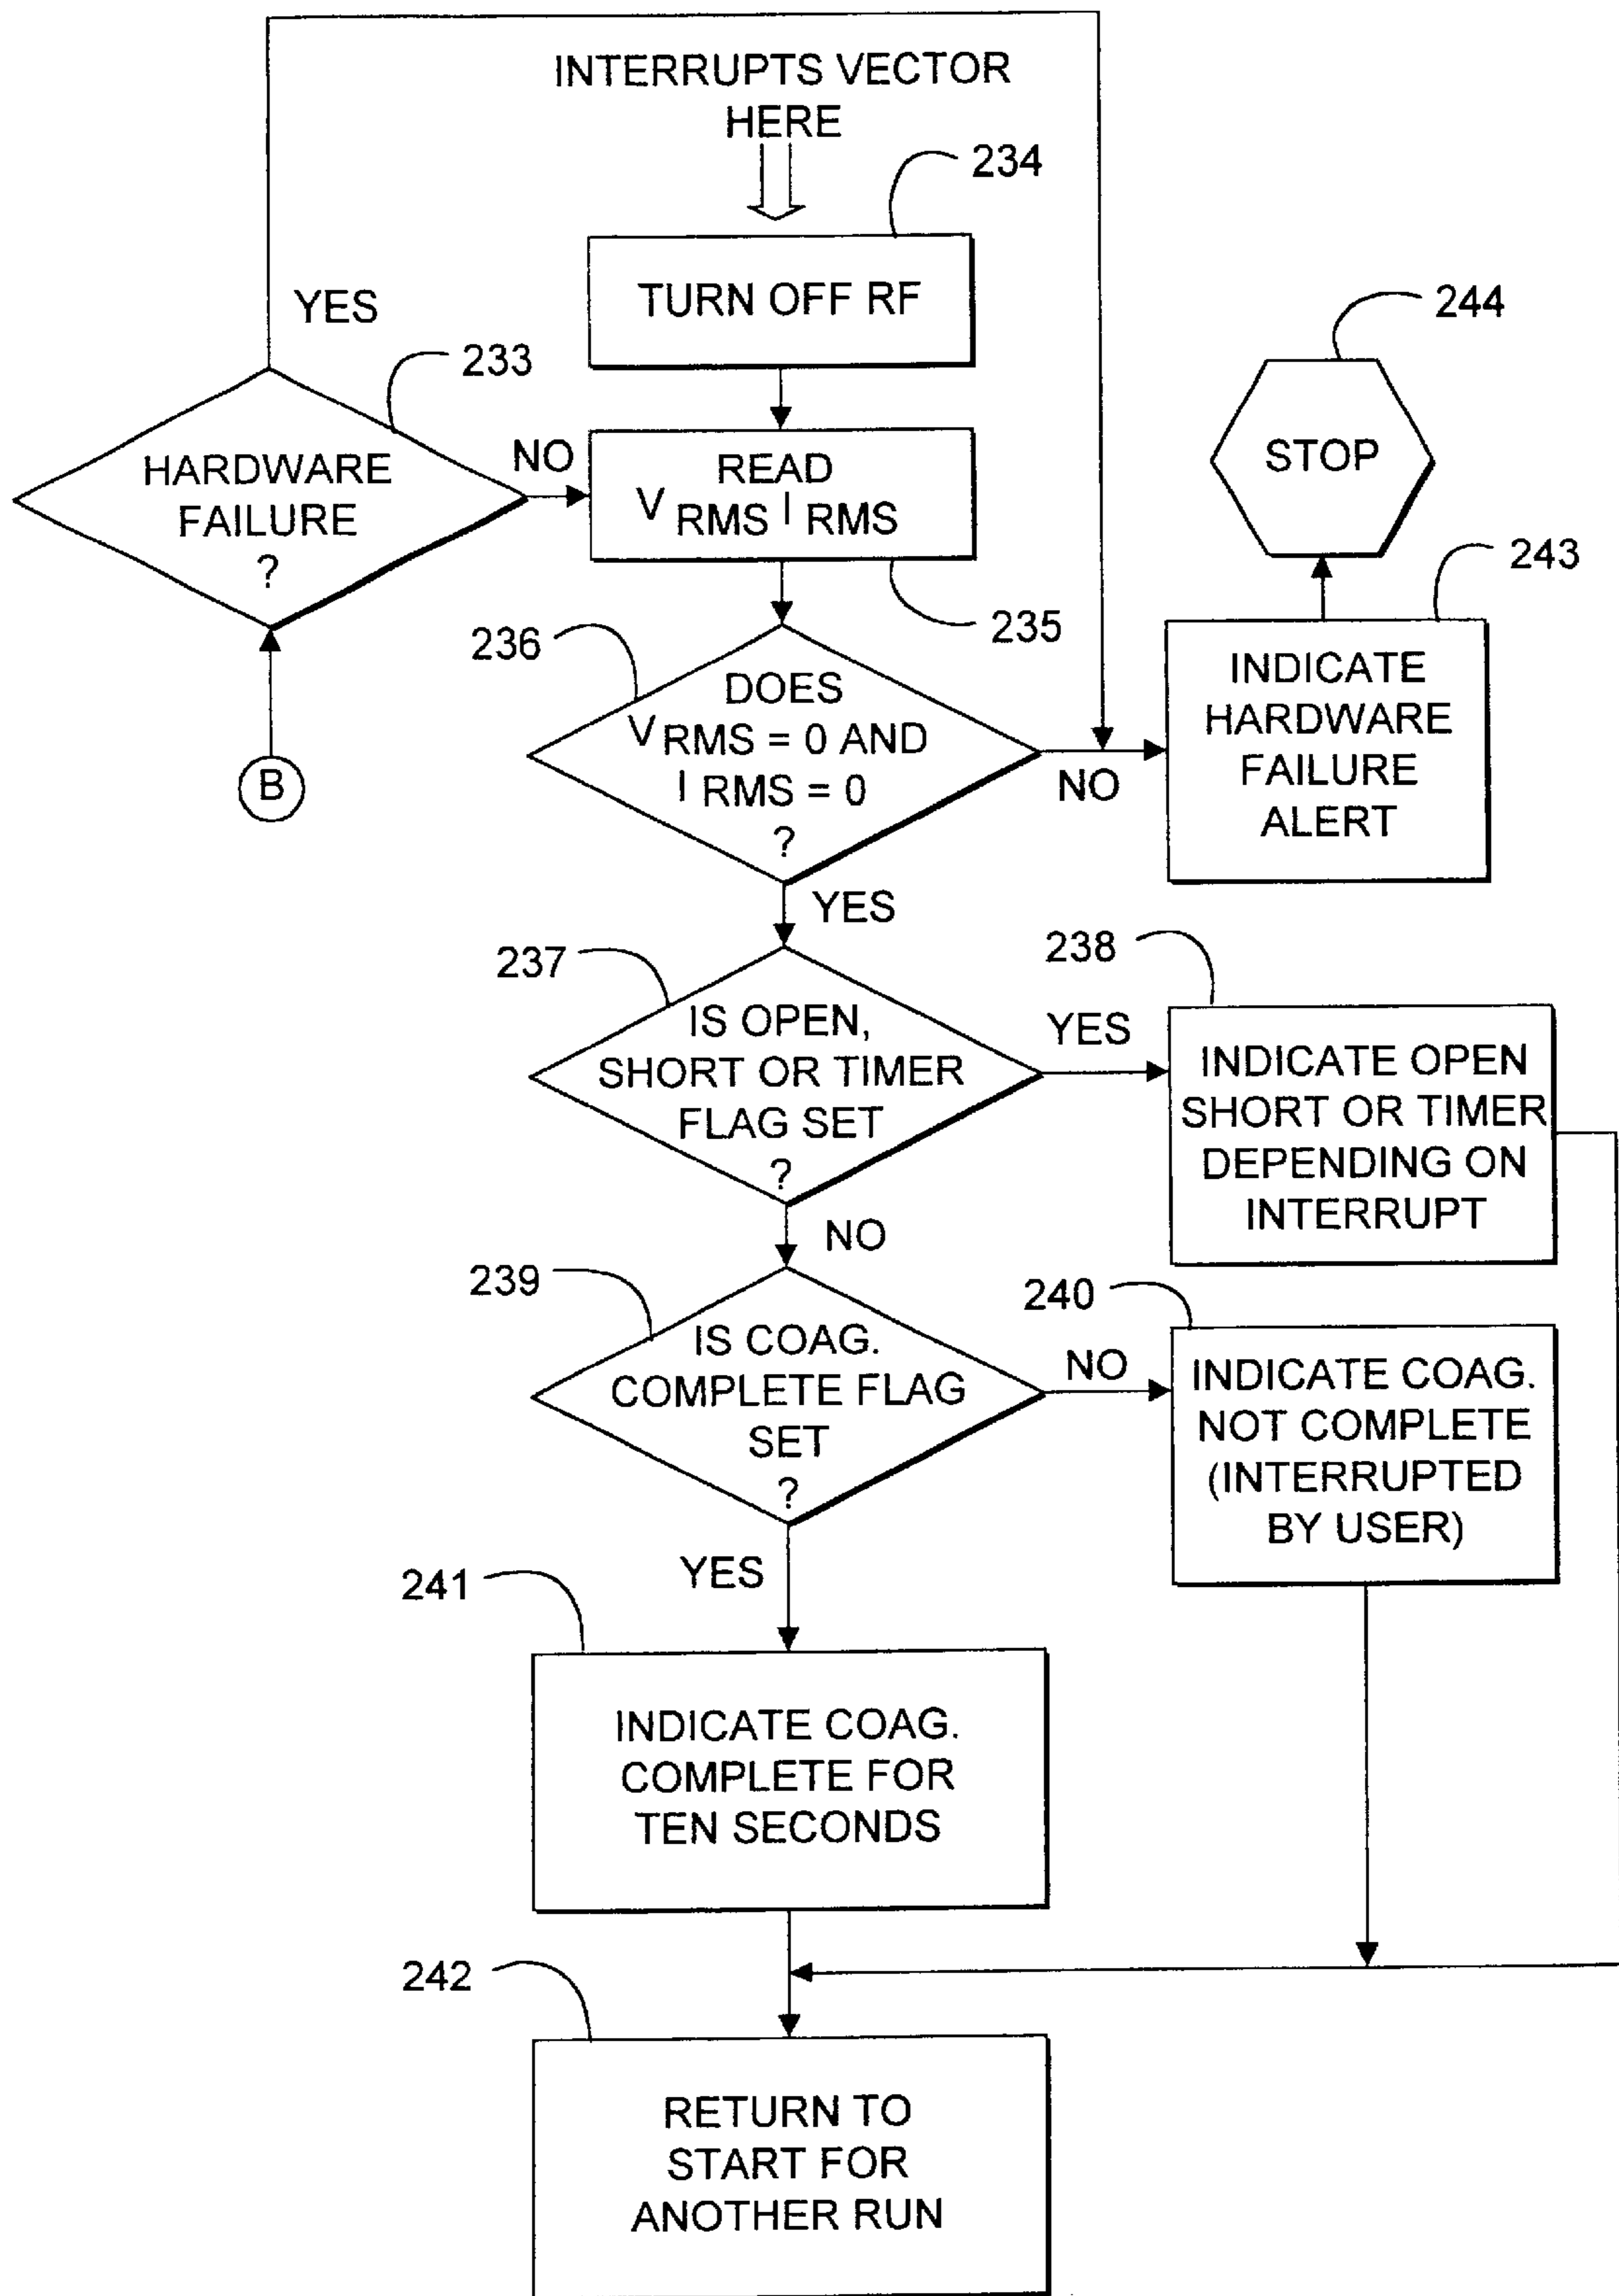 INTERRUPTS VECTOR
HERE
234
TURN OFF RF
YES
233
HARDWARE
FAILURE
?
NO
READ
V RMS I RMS
235
244
STOP
243
INDICATE
HARDWARE
FAILURE
ALERT
B
236
DOES
V RMS = 0 AND
I RMS = 0
?
NO
YES
237
IS OPEN,
SHORT OR TIMER
FLAG SET
?
YES
238
INDICATE OPEN
SHORT OR TIMER
DEPENDING ON
INTERRUPT
NO
239
IS COAG.
COMPLETE FLAG
SET
?
NO
240
INDICATE COAG.
NOT COMPLETE
(INTERRUPTED
BY USER)
YES
241
INDICATE COAG.
COMPLETE FOR
TEN SECONDS
242
RETURN TO
START FOR
ANOTHER RUN